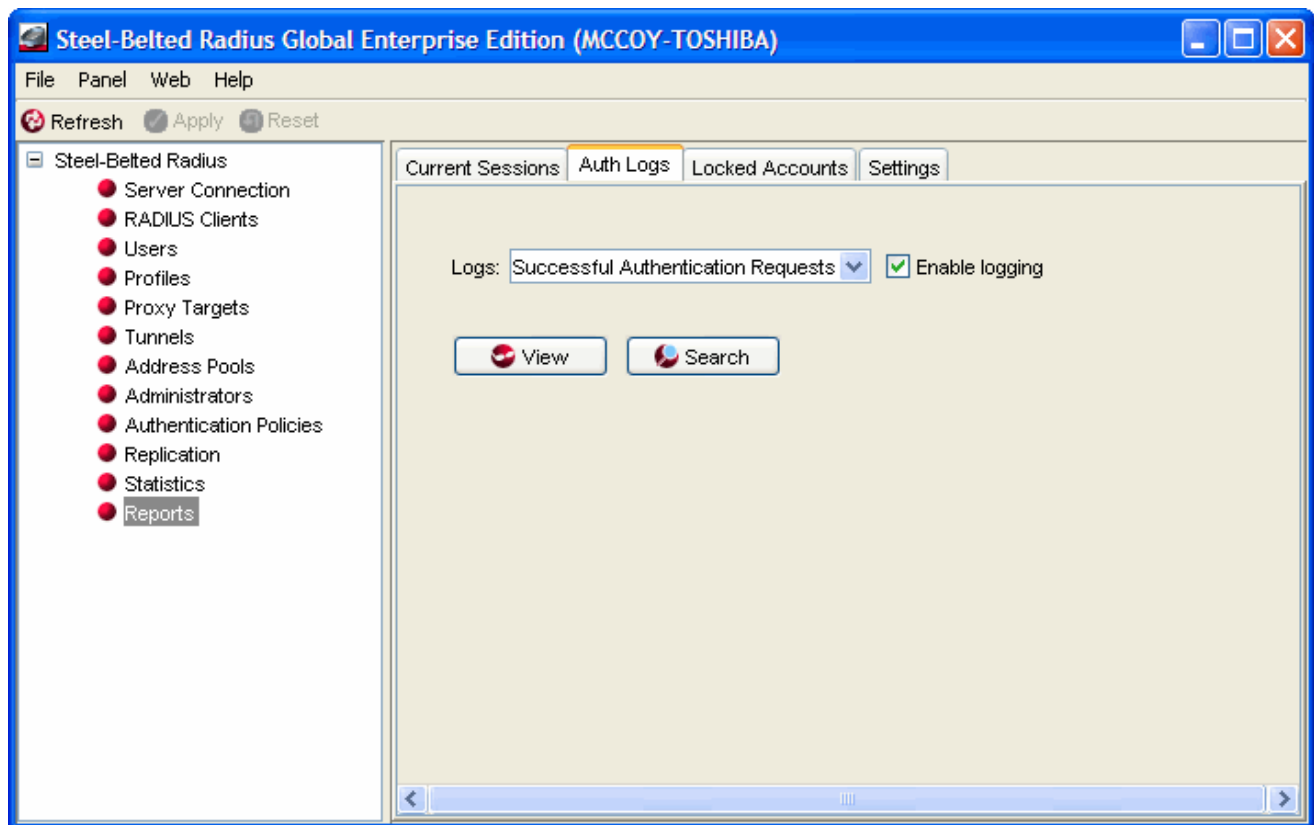 Steel-Belted Radius Global Enterprise Edition (MCCOY-TOSHIBA)
File Panel Web Help
Refresh Apply Reset
Steel-Belted Radius
Server Connection
RADIUS Clients
Users
Profiles
Proxy Targets
Tunnels
Address Pools
Administrators
Authentication Policies
Replication
Statistics
Reports
Current Sessions Auth Logs Locked Accounts Settings
Logs: Successful Authentication Requests Enable logging
View Search